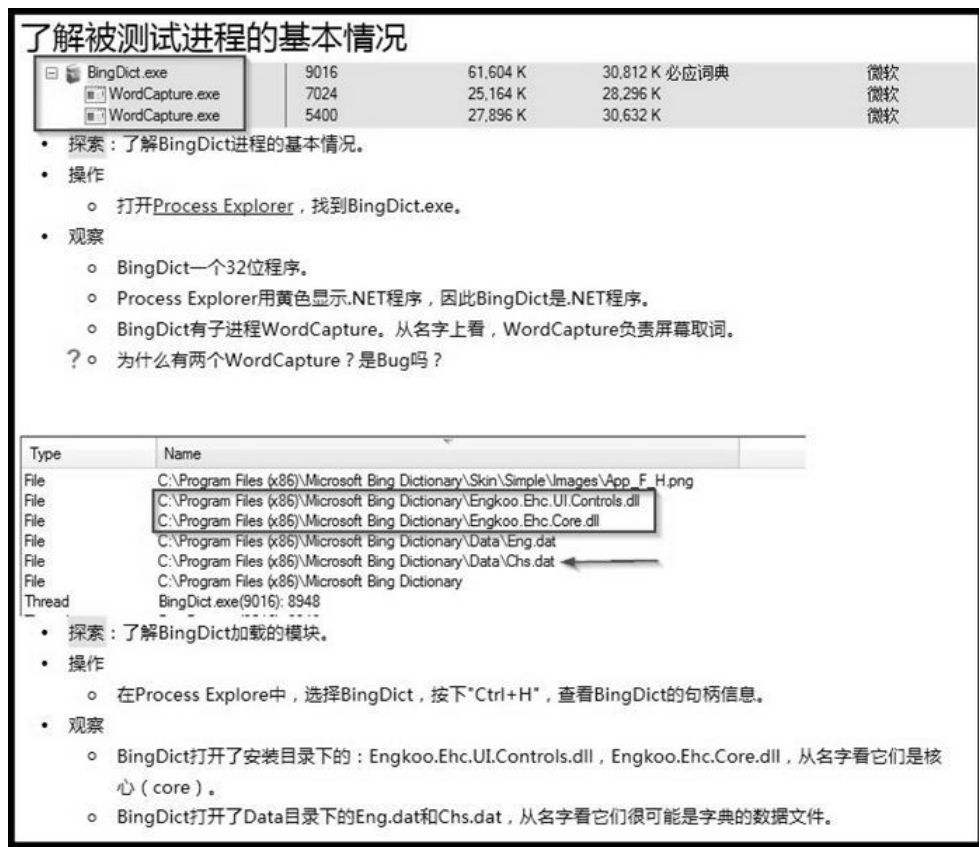 了解被测试进程的基本情况
BingDict.exe 9016 61,604 K 30,812 K 必应词典 微软
WordCapture.exe 7024 25,164 K 28,296 K 微软
WordCapture.exe 5400 27,896 K 30,632 K 微软
• 探索：了解BingDict进程的基本情况。
• 操作
○ 打开Process Explorer，找到BingDict.exe。
• 观察
○ BingDict一个32位程序。
○ Process Explorer用黄色显示.NET程序，因此BingDict是.NET程序。
○ BingDict有子进程WordCapture。从名字上看，WordCapture负责屏幕取词。
? ○ 为什么有两个WordCapture？是Bug吗？
Type Name
File C:\Program Files (x86)\Microsoft Bing Dictionary\Skin\Simple\Images\App_F_H.png
File C:\Program Files (x86)\Microsoft Bing Dictionary\Engkoo.Ehc.UI.Controls.dll
File C:\Program Files (x86)\Microsoft Bing Dictionary\Engkoo.Ehc.Core.dll
File C:\Program Files (x86)\Microsoft Bing Dictionary\Data\Eng.dat
File C:\Program Files (x86)\Microsoft Bing Dictionary\Data\Chs.dat
File C:\Program Files (x86)\Microsoft Bing Dictionary
Thread BingDict.exe(9016): 8948
• 探索：了解BingDict加载的模块。
• 操作
○ 在Process Explore中，选择BingDict，按下"Ctrl+H"，查看BingDict的句柄信息。
• 观察
○ BingDict打开了安装目录下的：Engkoo.Ehc.UI.Controls.dll，Engkoo.Ehc.Core.dll，从名字看它们是核
心（core）。
○ BingDict打开了Data目录下的Eng.dat和Chs.dat，从名字看它们很可能是字典的数据文件。